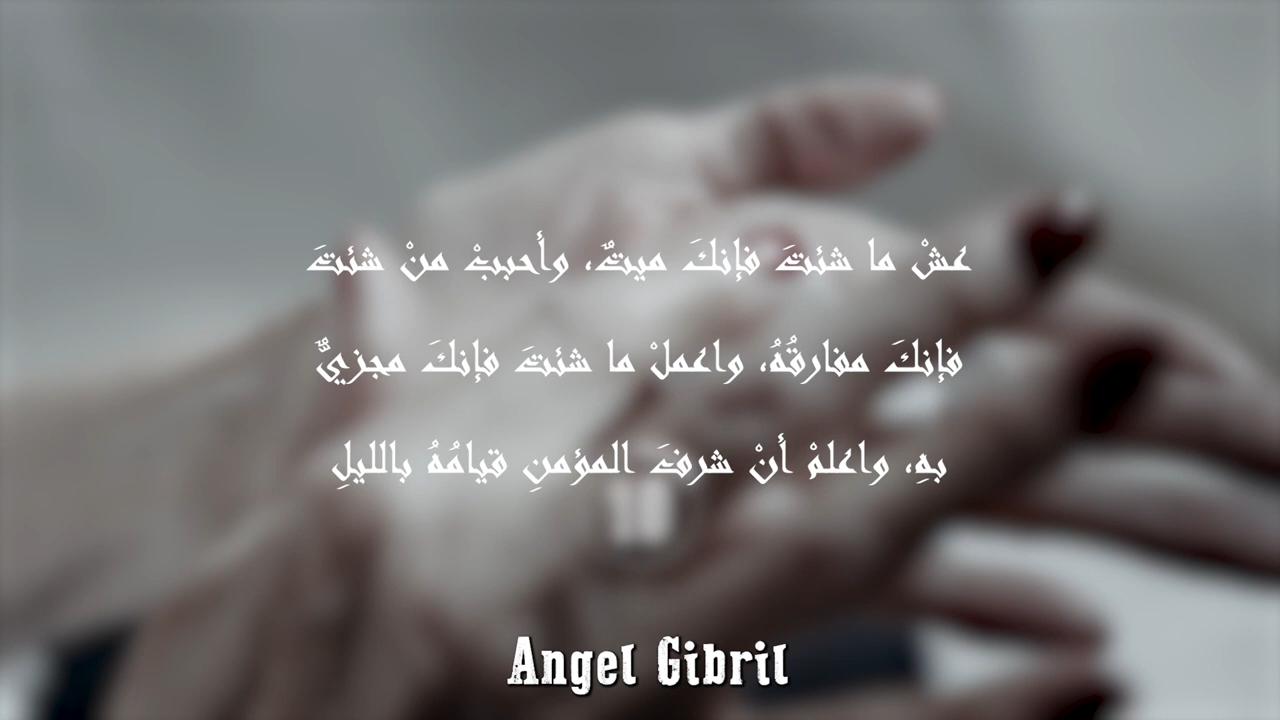 عشْ ما شئتَ فإنكَ ميتٌ، وأحببْ منْ شئتَ
فإنكَ مفارقُهُ، واعملْ ما شئتَ فإنكَ مجزيٌّ
بهِ، واعلمْ أنْ شرفَ المؤمنِ قيامُهُ بالليلِ
Angel Gibril